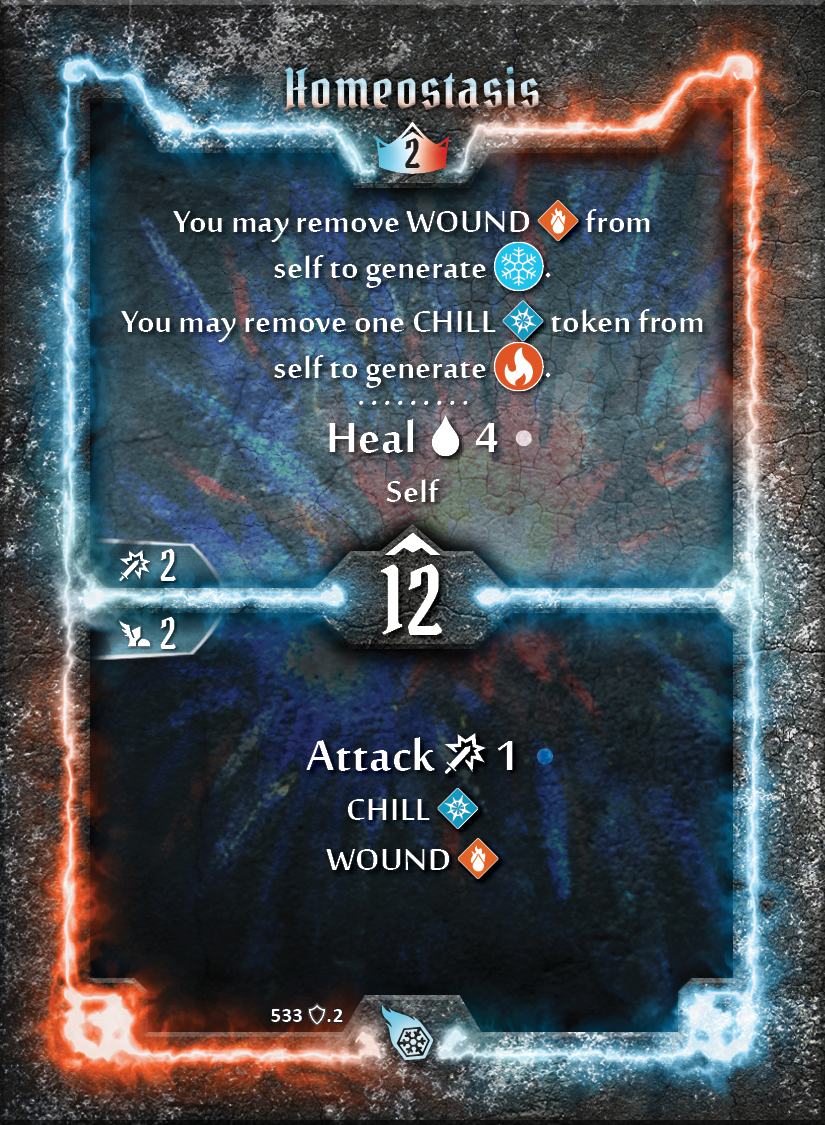 Homeostasis
2
You may remove WOUND from
self to generate .
You may remove one CHILL token from
self to generate .
Heal 4
Self
2
12
2
Attack 1
CHILL
WOUND
533 .2